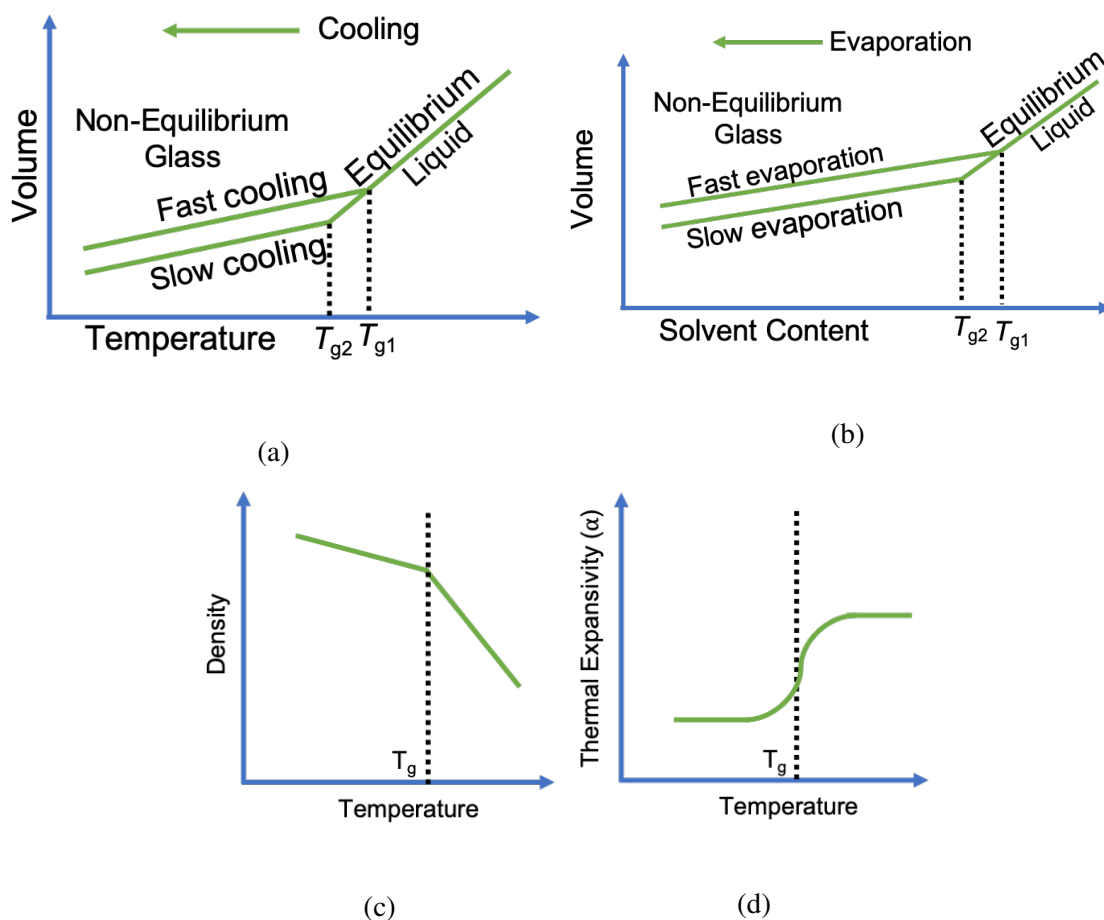 Cooling
Volume
Non-Equilibrium
Glass
Equilibrium
Liquid
Fast cooling
Slow cooling
Temperature
Tg2
Tg1
(a)
Evaporation
Volume
Non-Equilibrium
Glass
Equilibrium
Liquid
Fast evaporation
Slow evaporation
Solvent Content
Tg2
Tg1
(b)
Density
Tg
Temperature
(c)
Thermal Expansivity (α)
Tg
Temperature
(d)